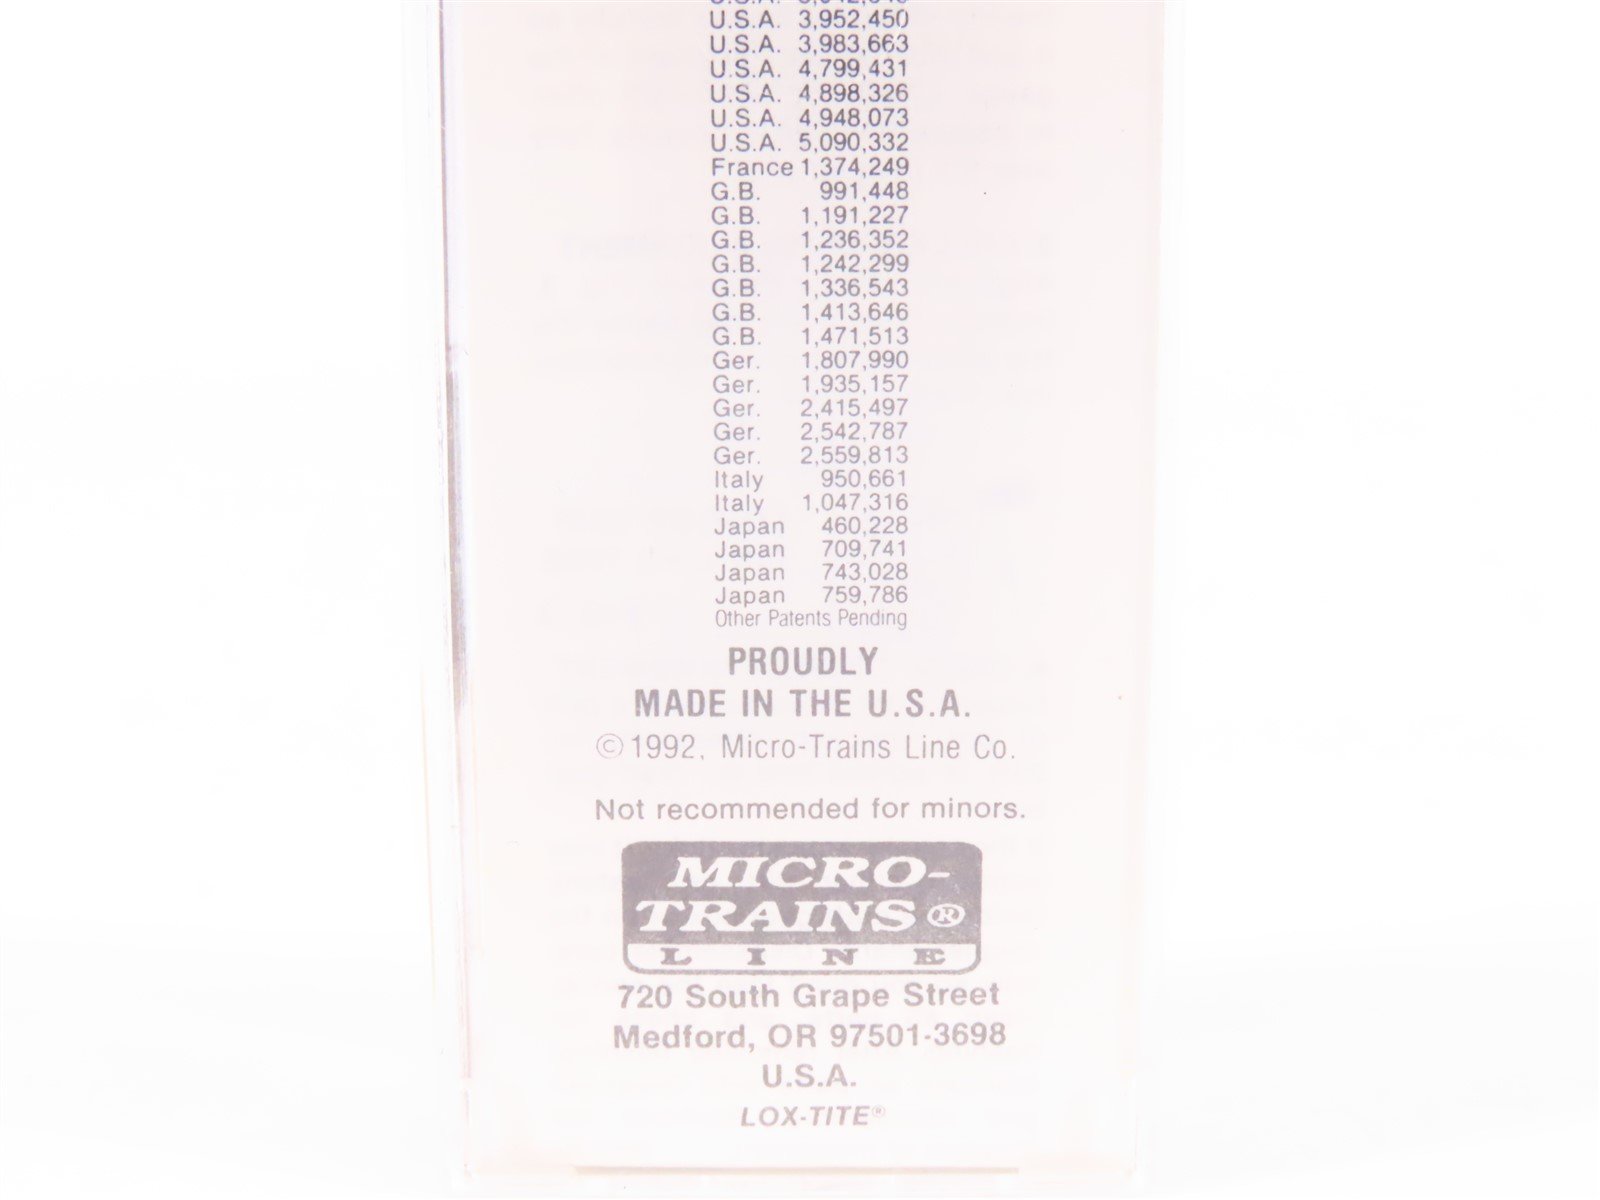 U.S.A. 3,952,450
U.S.A. 3,983,663
U.S.A. 4,799,431
U.S.A. 4,898,326
U.S.A. 4,948,073
U.S.A. 5,090,332
France 1,374,249
G.B. 991,448
G.B. 1,191,227
G.B. 1,236,352
G.B. 1,242,299
G.B. 1,336,543
G.B. 1,413,646
G.B. 1,471,513
Ger. 1,807,990
Ger. 1,935,157
Ger. 2,415,497
Ger. 2,542,787
Ger. 2,559,813
Italy 950,661
Italy 1,047,316
Japan 460,228
Japan 709,741
Japan 743,028
Japan 759,786
Other Patents Pending
PROUDLY
MADE IN THE U.S.A.
©1992, Micro-Trains Line Co.
Not recommended for minors.
MICRO-
TRAINS®
LINE
720 South Grape Street
Medford, OR 97501-3698
U.S.A.
LOX-TITE®